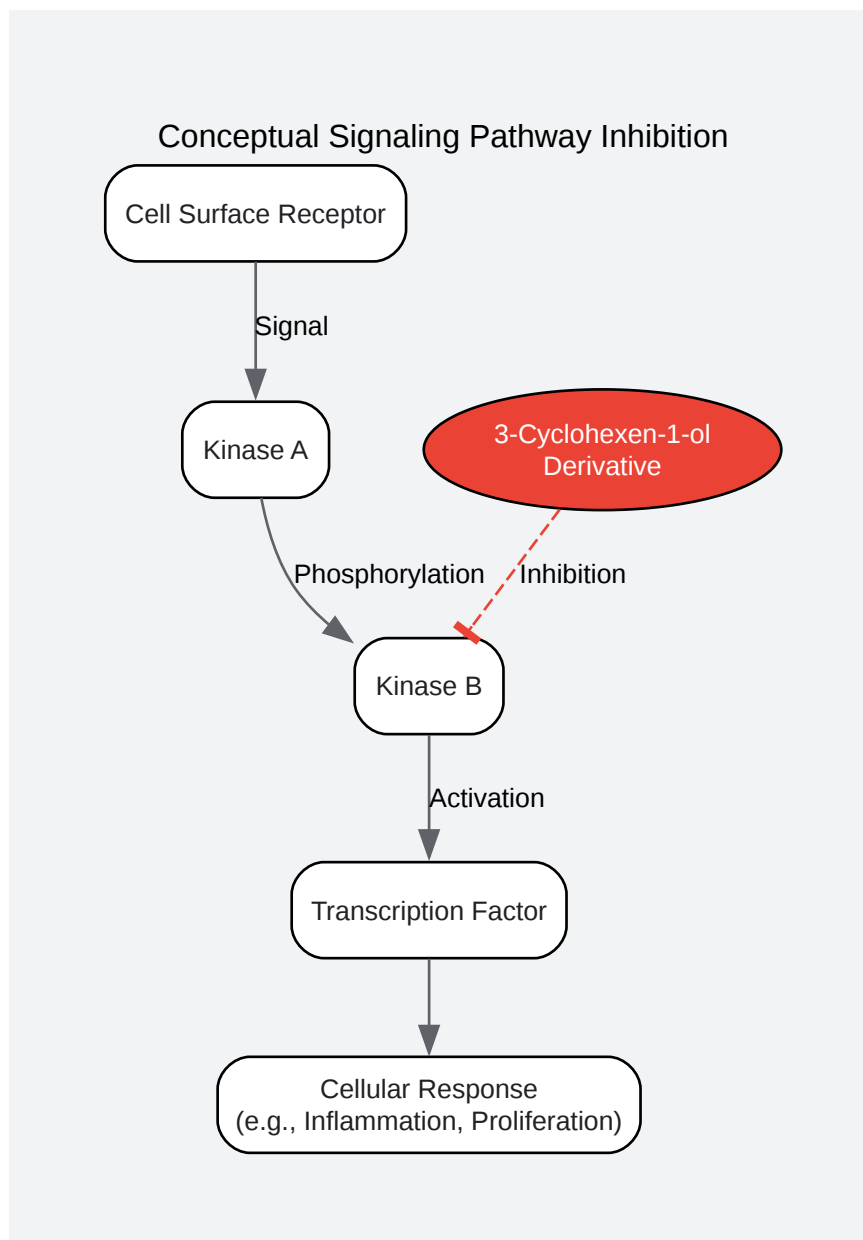 Conceptual Signaling Pathway Inhibition
Cell Surface Receptor
Signal
Kinase A
3-Cyclohexen-1-ol
Derivative
Phosphorylation
Inhibition
Kinase B
Activation
Transcription Factor
Cellular Response
(e.g., Inflammation, Proliferation)